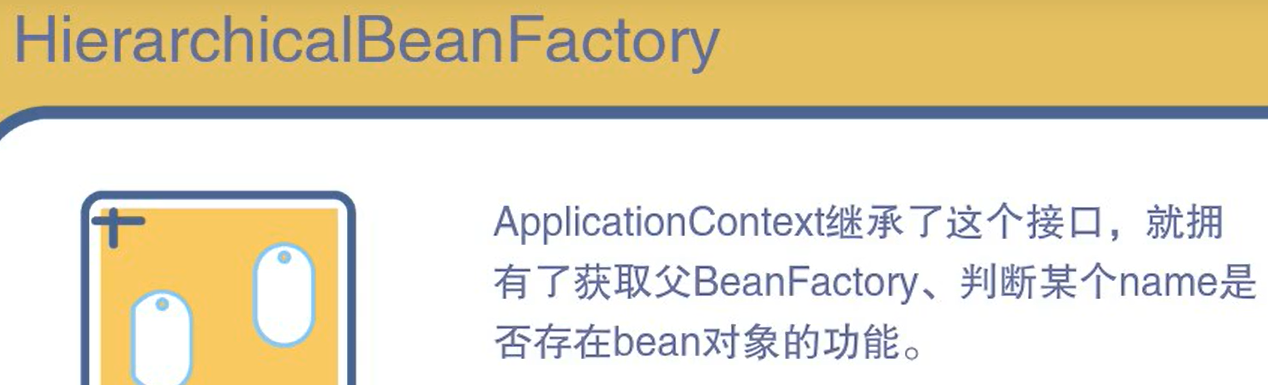 HierarchicalBeanFactory
ApplicationContext继承了这个接口，就拥
有了获取父BeanFactory、判断某个name是
否存在bean对象的功能。